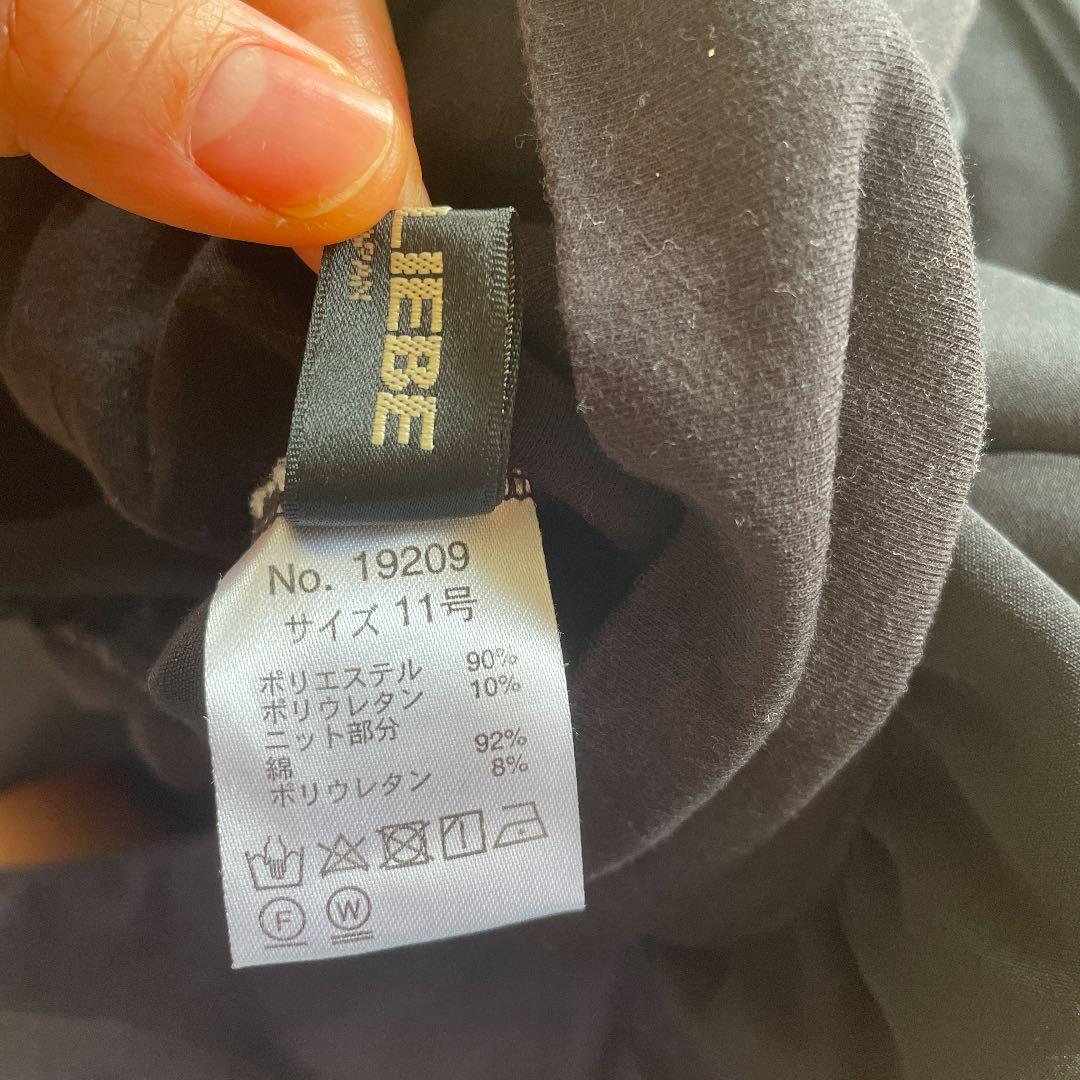 LIEBE
No. 19209
サイズ 11号
ポリエステル 90%
ポリウレタン 10%
ニット部分
綿 92%
ポリウレタン 8%
F W